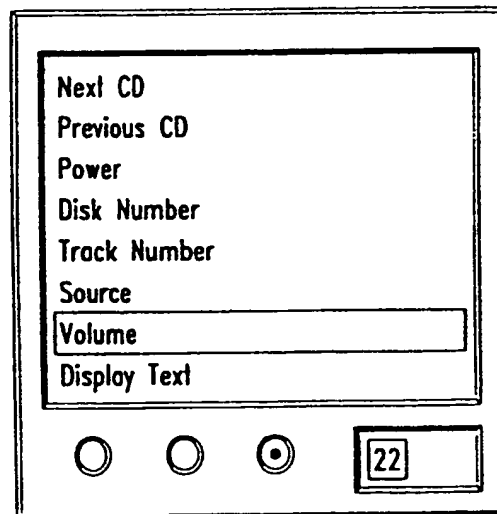 Next CD
Previous CD
Power
Disk Number
Track Number
Source
Volume
Display Text
22